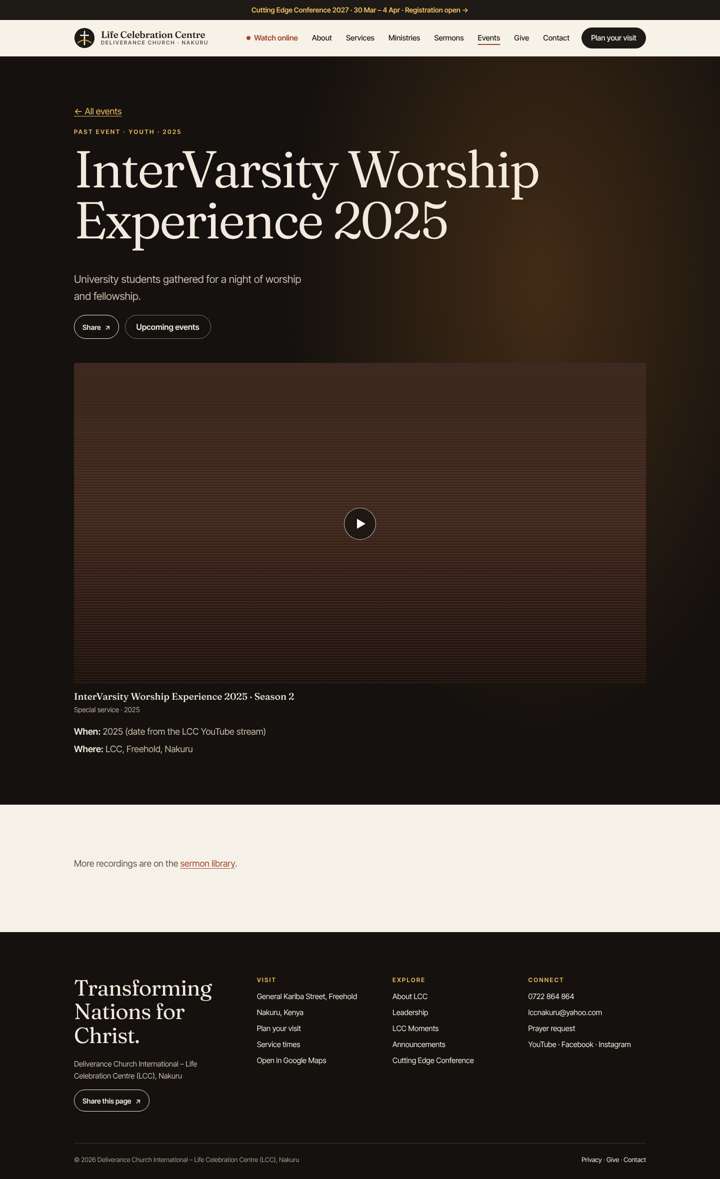 Cutting Edge Conference 2027 · 30 Mar – 4 Apr · Registration open →
Life Celebration Centre
DELIVERANCE CHURCH · NAKURU
Watch online
About
Services
Ministries
Sermons
Events
Give
Contact
Plan your visit
← All events
PAST EVENT · YOUTH · 2025
InterVarsity Worship
Experience 2025
University students gathered for a night of worship
and fellowship.
Share ↗
Upcoming events
InterVarsity Worship Experience 2025 · Season 2
Special service · 2025
When: 2025 (date from the LCC YouTube stream)
Where: LCC, Freehold, Nakuru
More recordings are on the sermon library.
Transforming
Nations for
Christ.
Deliverance Church International – Life
Celebration Centre (LCC), Nakuru
Share this page ↗
VISIT
General Kariba Street, Freehold
Nakuru, Kenya
Plan your visit
Service times
Open in Google Maps
EXPLORE
About LCC
Leadership
LCC Moments
Announcements
Cutting Edge Conference
CONNECT
0722 864 864
lccnakuru@yahoo.com
Prayer request
YouTube · Facebook · Instagram
© 2026 Deliverance Church International – Life Celebration Centre (LCC), Nakuru
Privacy · Give · Contact